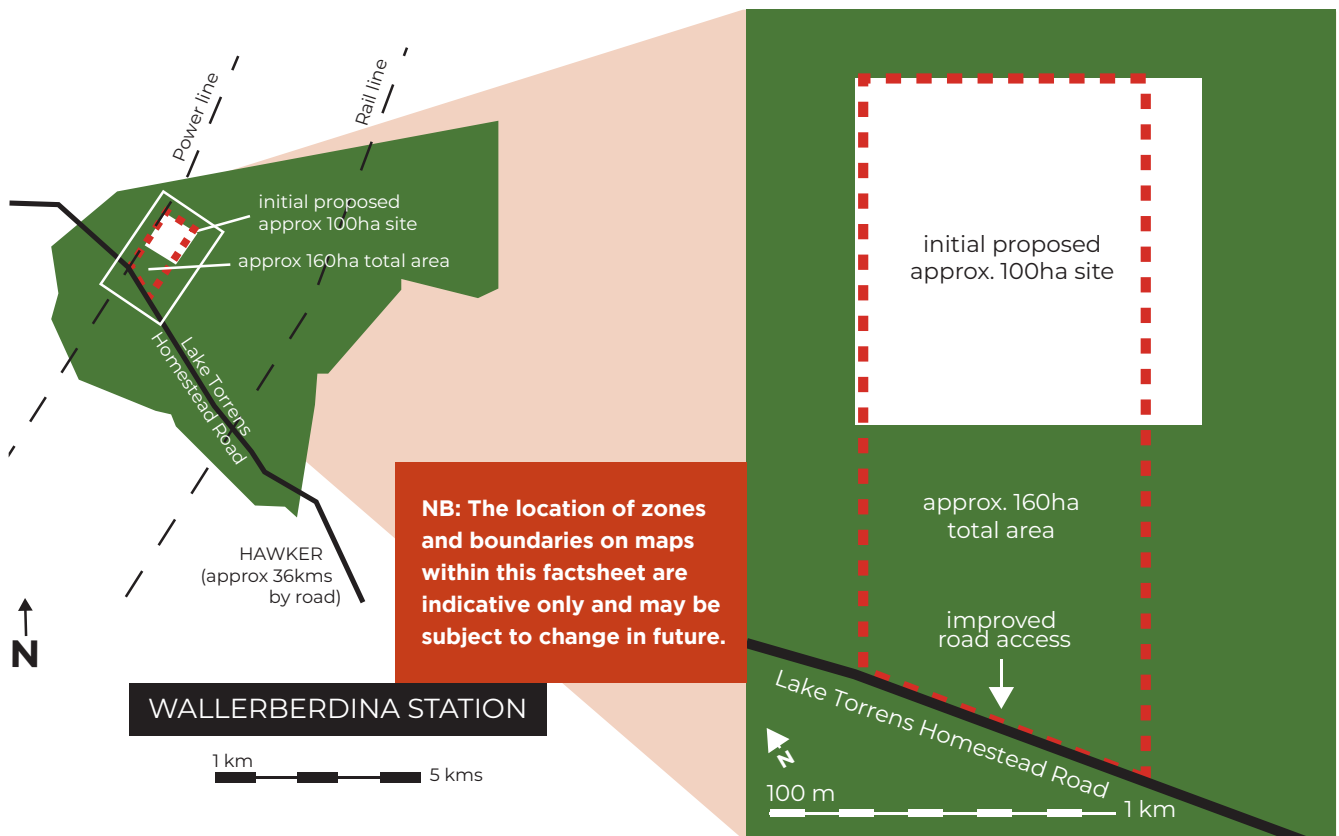 Power line
Rail line
initial proposed
approx 100ha site
approx 160ha total area
Lake Torrens
Homestead Road
HAWKER
(approx 36kms
by road)
N
WALLERBERDINA STATION
1 km
5 kms
NB: The location of zones
and boundaries on maps
within this factsheet are
indicative only and may be
subject to change in future.
initial proposed
approx. 100ha site
approx. 160ha
total area
improved
road access
Lake Torrens Homestead Road
N
100 m
1 km